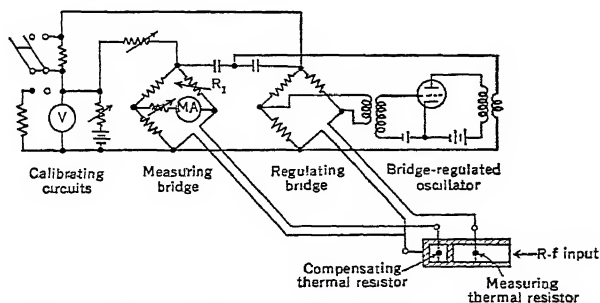 R₁
MA
V
Calibrating
circuits
Measuring
bridge
Regulating
bridge
Bridge-regulated
oscillator
R-f input
Compensating
thermal resistor
Measuring
thermal resistor